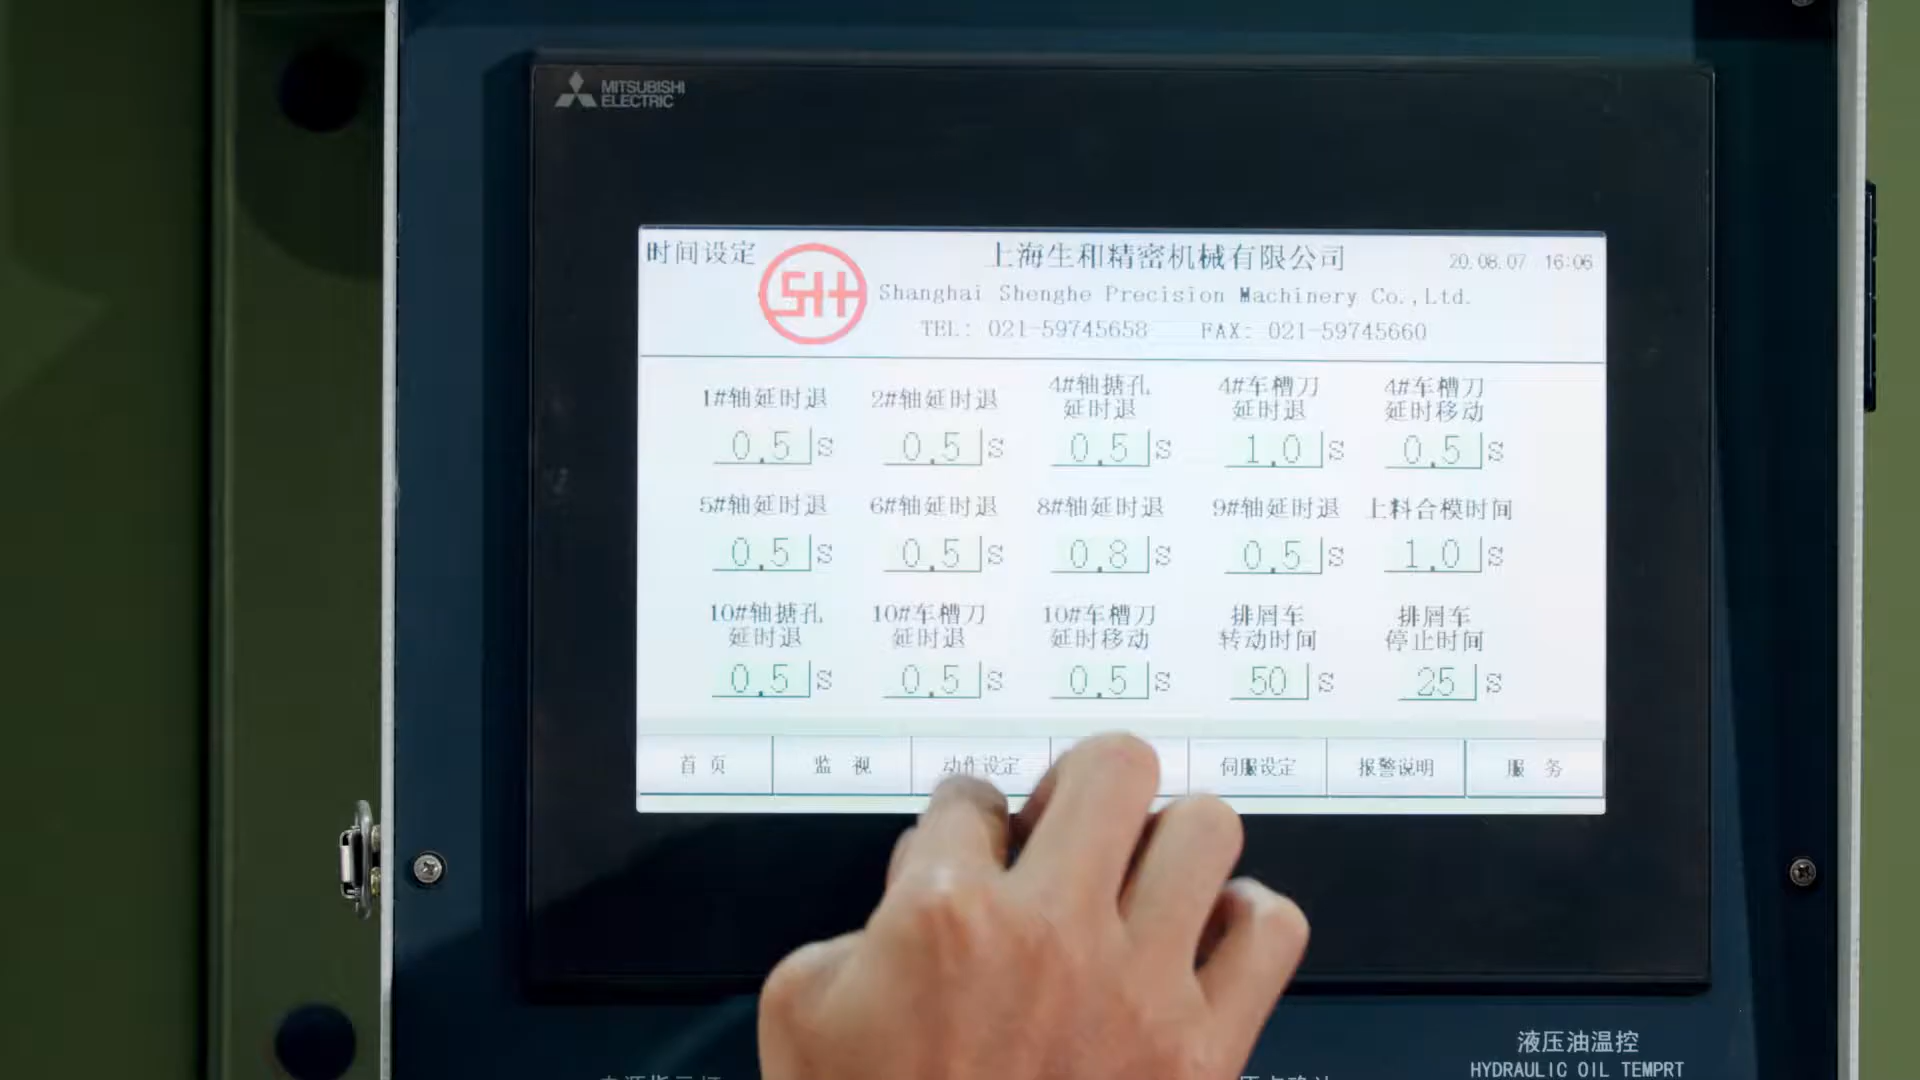 MITSUBISHI
ELECTRIC
时间设定
上海生和精密机械有限公司
20.08.07 16:06
SH
Shanghai Shenghe Precision Machinery Co.,Ltd.
TEL: 021-59745658 FAX: 021-59745660
1#轴延时退
0.5 S
2#轴延时退
0.5 S
4#轴搪孔
延时退
0.5 S
4#车槽刀
延时退
1.0 S
4#车槽刀
延时移动
0.5 S
5#轴延时退
0.5 S
6#轴延时退
0.5 S
8#轴延时退
0.8 S
9#轴延时退
0.5 S
上料合模时间
1.0 S
10#轴搪孔
延时退
0.5 S
10#车槽刀
延时退
0.5 S
10#车槽刀
延时移动
0.5 S
排屑车
转动时间
50 S
排屑车
停止时间
25 S
首 页
监 视
动作设定
伺服设定
报警说明
服 务
液压油温控
HYDRAULIC OIL TEMPRT